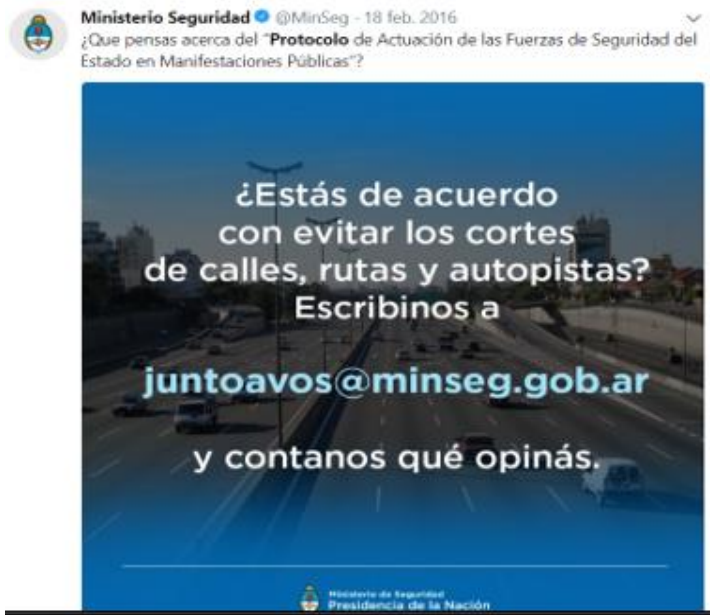 Ministerio Seguridad @MinSeg - 18 feb. 2016
¿Que pensas acerca del "Protocolo de Actuación de las Fuerzas de Seguridad del
Estado en Manifestaciones Públicas"?
¿Estás de acuerdo
con evitar los cortes
de calles, rutas y autopistas?
Escribinos a
juntoavos@minseg.gob.ar
y contanos qué opinás.
Ministerio de Seguridad
Presidencia de la Nación